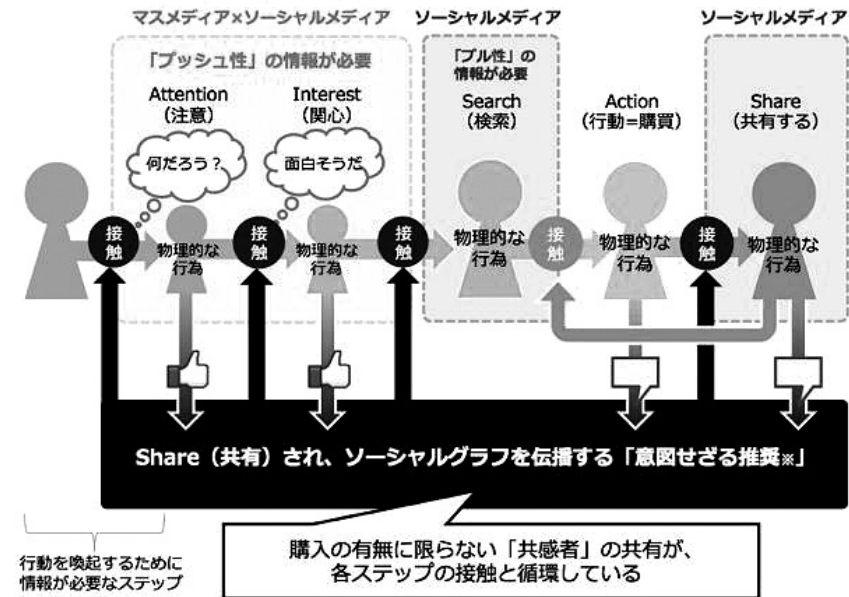 マスメディア×ソーシャルメディア
ソーシャルメディア
ソーシャルメディア
「プッシュ性」の情報が必要
「プル性」の
情報が必要
Attention
(注意)
Interest
(関心)
Search
(検索)
Action
(行動=購買)
Share
(共有する)
何だろう？
面白そうだ
接触
物理的な
行為
接触
物理的な
行為
接触
物理的な
行為
接触
物理的な
行為
接触
物理的な
行為
Share（共有）され、ソーシャルグラフを伝播する「意図せざる推奨※」
行動を喚起するために
情報が必要なステップ
購入の有無に限らない「共感者」の共有が、
各ステップの接触と循環している